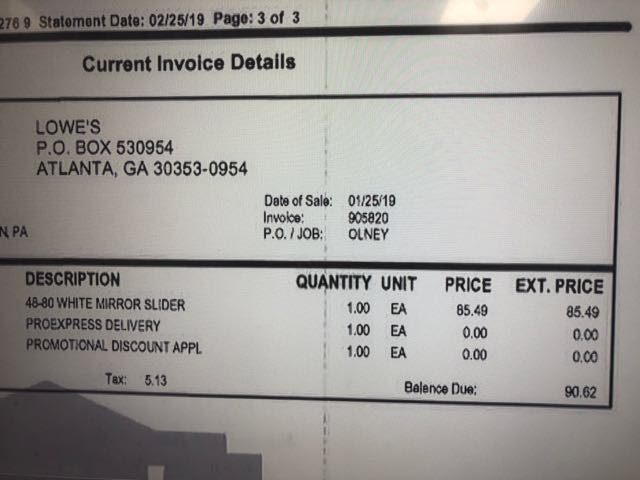 276 9 Statement Date: 02/25/19 Page: 3 of 3
Current Invoice Details
LOWE'S
P.O. BOX 530954
ATLANTA, GA 30353-0954
Date of Sale: 01/25/19
Invoice: 905820
N, PA
P.O. / JOB: OLNEY
DESCRIPTION QUANTITY UNIT PRICE EXT. PRICE
48-80 WHITE MIRROR SLIDER 1.00 EA 85.49 85.49
PROEXPRESS DELIVERY 1.00 EA 0.00 0.00
PROMOTIONAL DISCOUNT APPL 1.00 EA 0.00 0.00
Tax: 5.13 Balance Due: 90.62